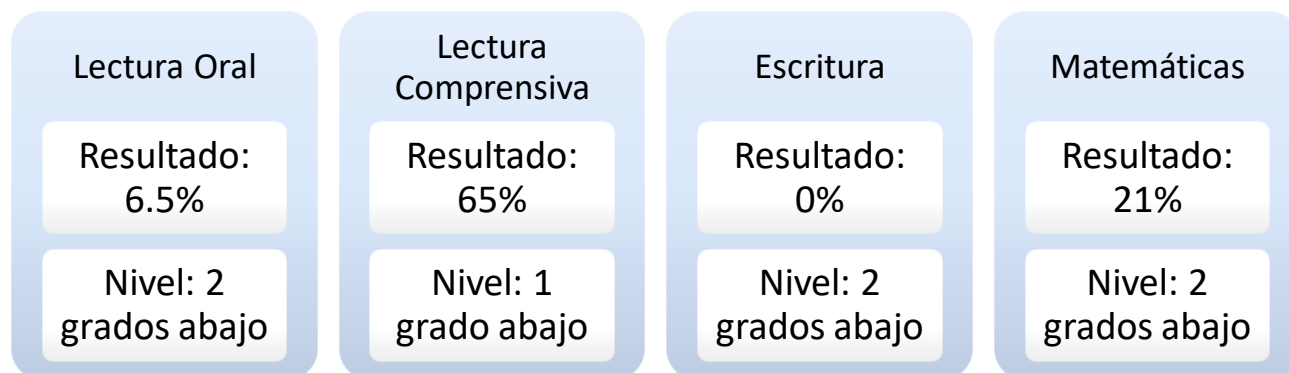 Lectura Oral
Resultado:
6.5%
Nivel: 2
grados abajo
Lectura
Comprensiva
Resultado:
65%
Nivel: 1
grado abajo
Escritura
Resultado:
0%
Nivel: 2
grados abajo
Matemáticas
Resultado:
21%
Nivel: 2
grados abajo